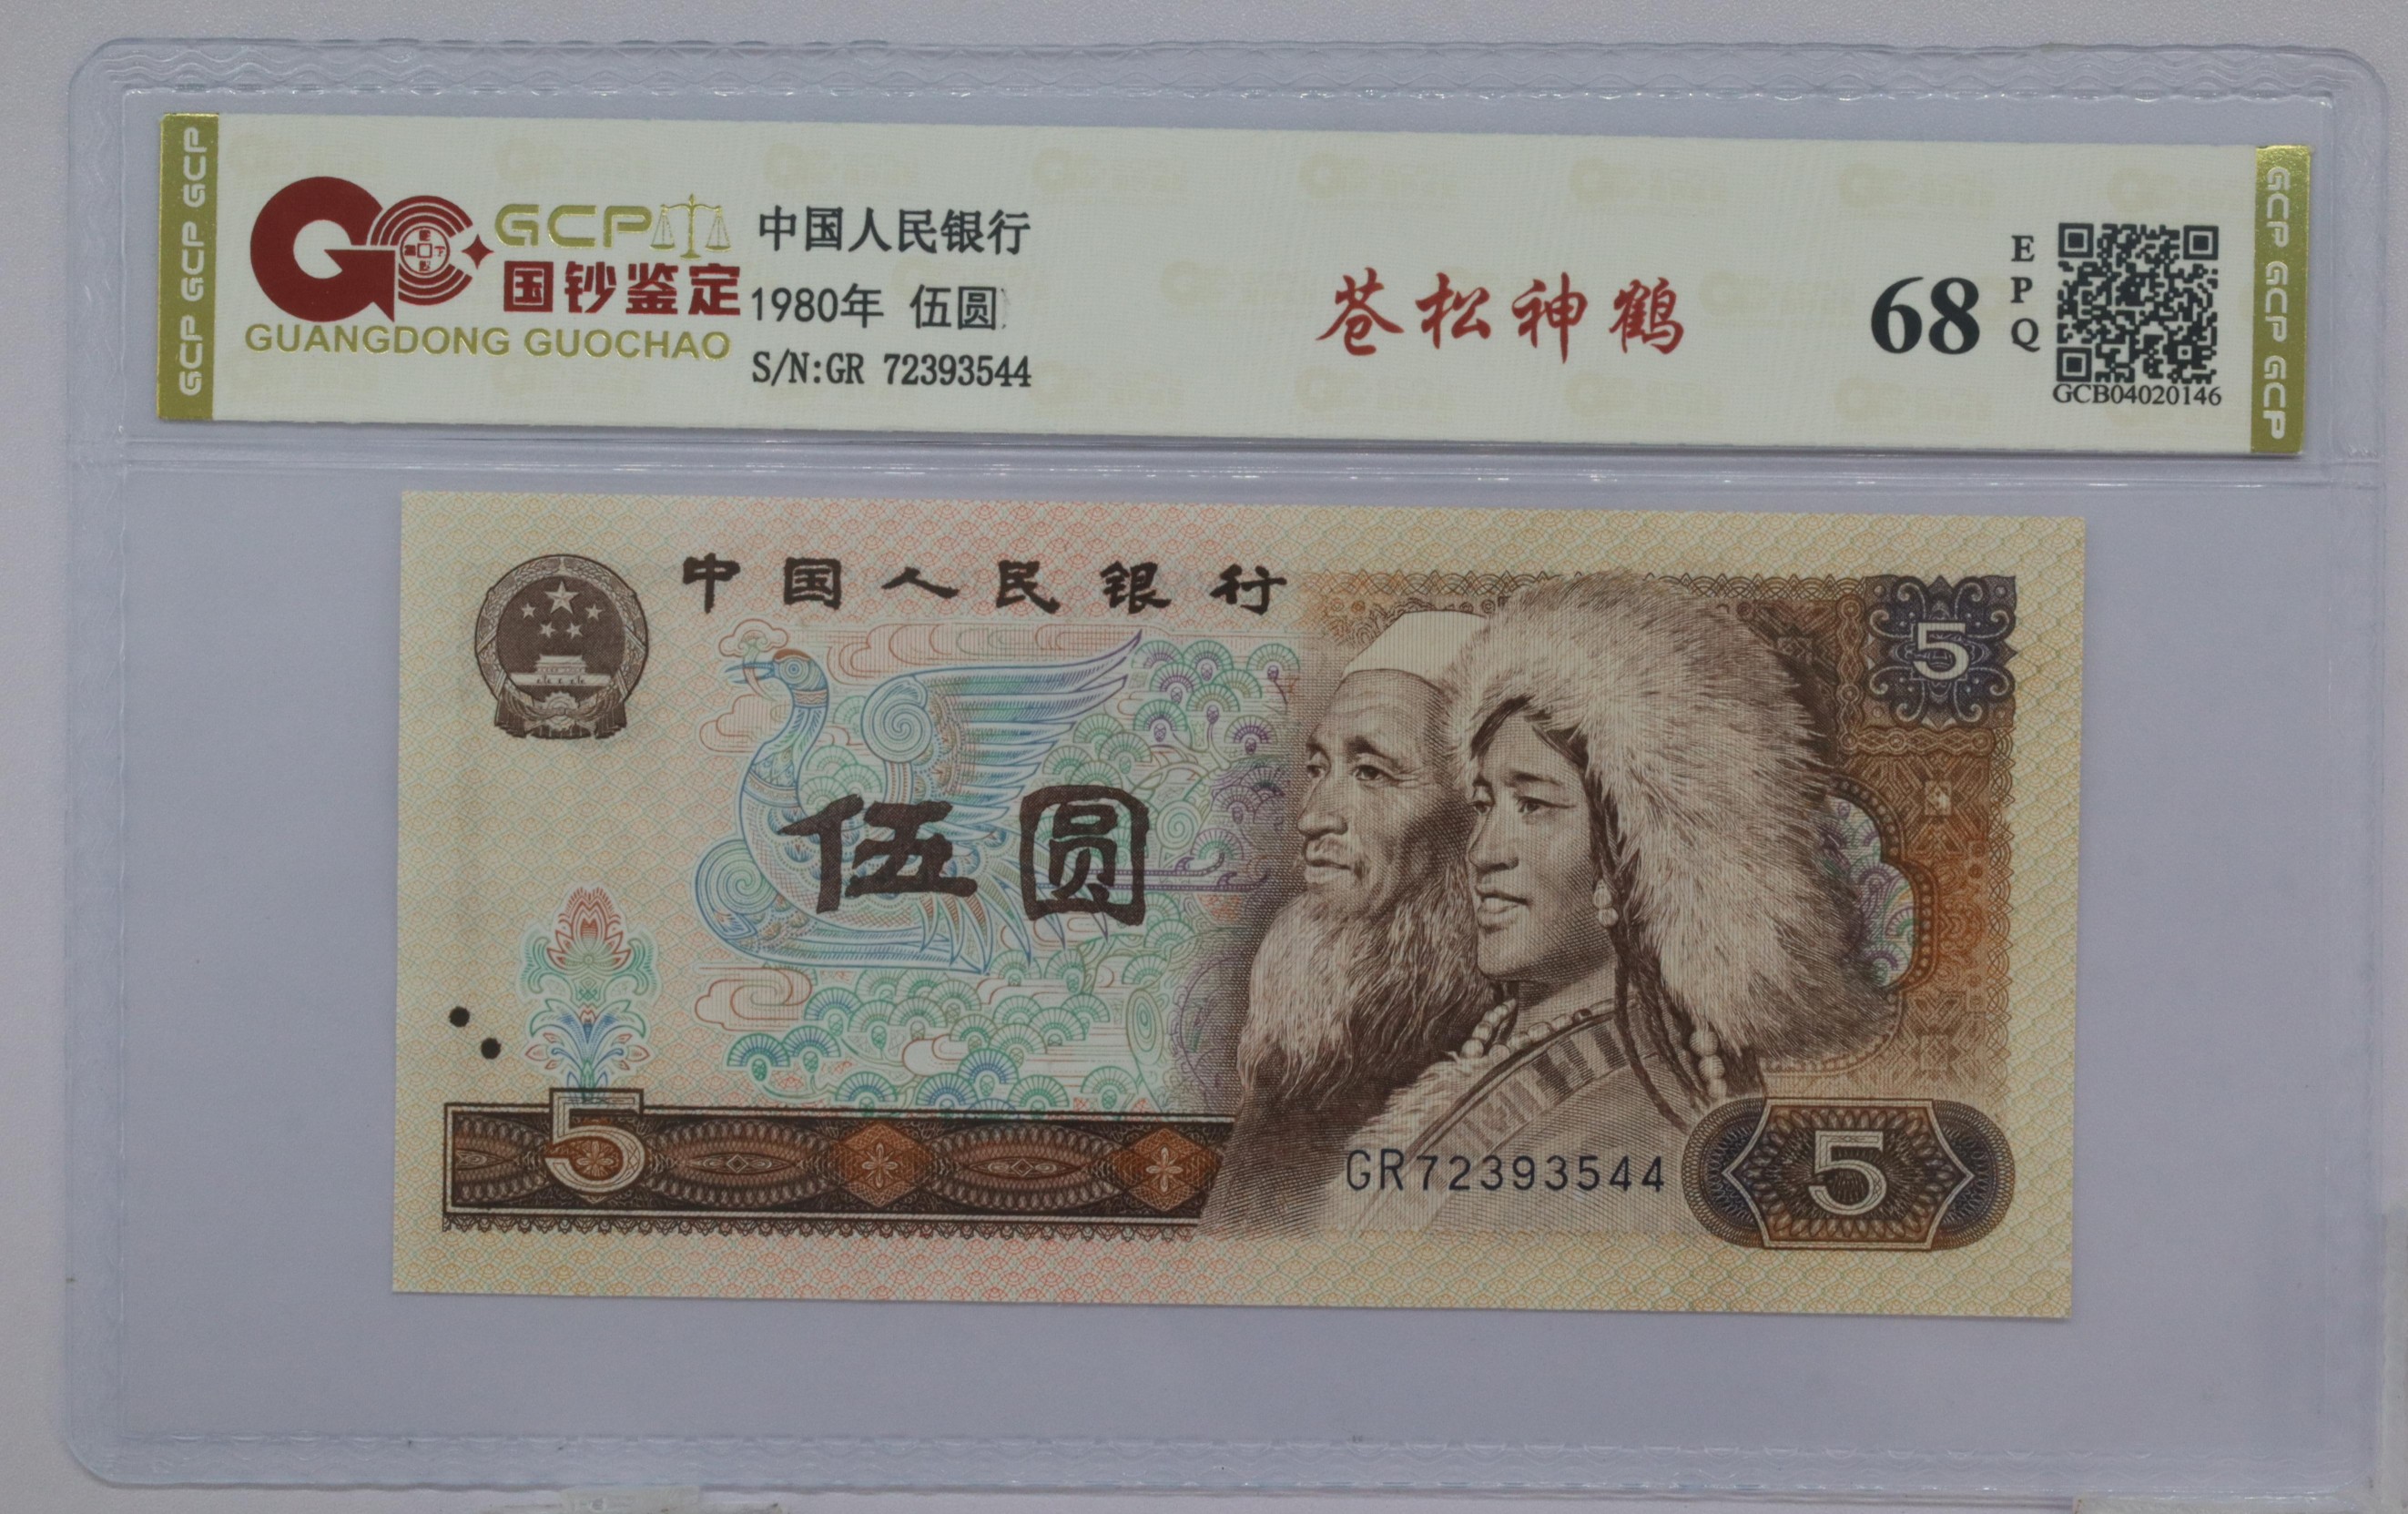 GCP GCP GCP
GCP
国钞鉴定
GUANGDONG GUOCHAO
中国人民银行
1980年 伍圆
S/N:GR 72393544
苍松神鹤
68
EPQ
GCB04020146
GCP GCP GCP
中国人民银行
5
伍圆
5
GR72393544
5